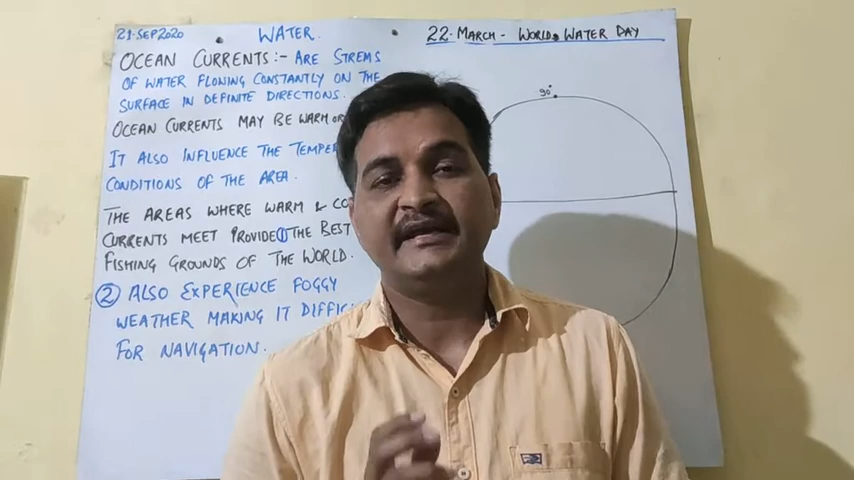 21-SEP2020
WATER
22-MARCH- WORLD WATER DAY
OCEAN CURRENTS:- ARE STREMS
OF WATER FLOWING CONSTANTLY ON THE
SURFACE IN DEFINITE DIRECTIONS.
OCEAN CURRENTS MAY BE WARM OR
IT ALSO INFLUENCE THE TEMPER
CONDITIONS OF THE AREA.
THE AREAS WHERE WARM & CO
CURRENTS MEET PROVIDE ① THE BEST
FISHING GROUNDS OF THE WORLD.
② ALSO EXPERIENCE FOGGY
WEATHER MAKING IT DIFFIC
FOR NAVIGATION.
90°